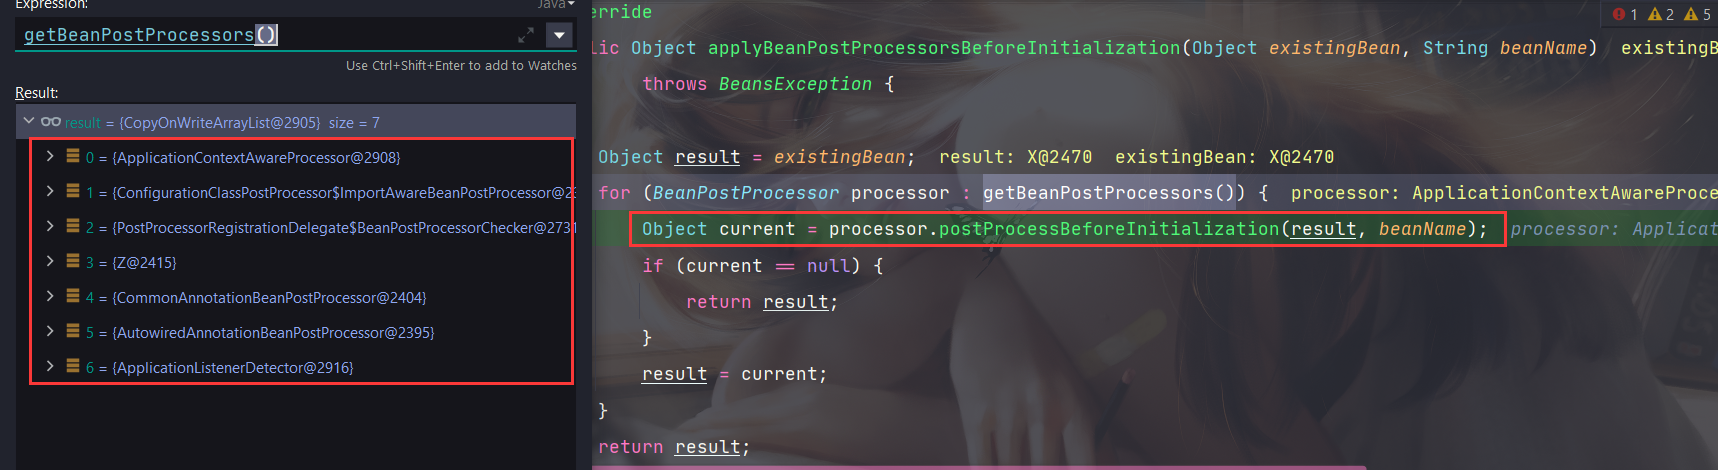 Expression:
Java
getBeanPostProcessors()
Use Ctrl+Shift+Enter to add to Watches
Result:
result = {CopyOnWriteArrayList@2905} size = 7
0 = {ApplicationContextAwareProcessor@2908}
1 = {ConfigurationClassPostProcessor$ImportAwareBeanPostProcessor@2
2 = {PostProcessorRegistrationDelegate$BeanPostProcessorChecker@2731
3 = {Z@2415}
4 = {CommonAnnotationBeanPostProcessor@2404}
5 = {AutowiredAnnotationBeanPostProcessor@2395}
6 = {ApplicationListenerDetector@2916}
erride
1 2 5
lic Object applyBeanPostProcessorsBeforeInitialization(Object existingBean, String beanName) existingB
throws BeansException {
Object result = existingBean; result: X@2470 existingBean: X@2470
for (BeanPostProcessor processor : getBeanPostProcessors()) { processor: ApplicationContextAwareProce
Object current = processor.postProcessBeforeInitialization(result, beanName); processor: Applicat
if (current == null) {
return result;
}
result = current;
}
return result;